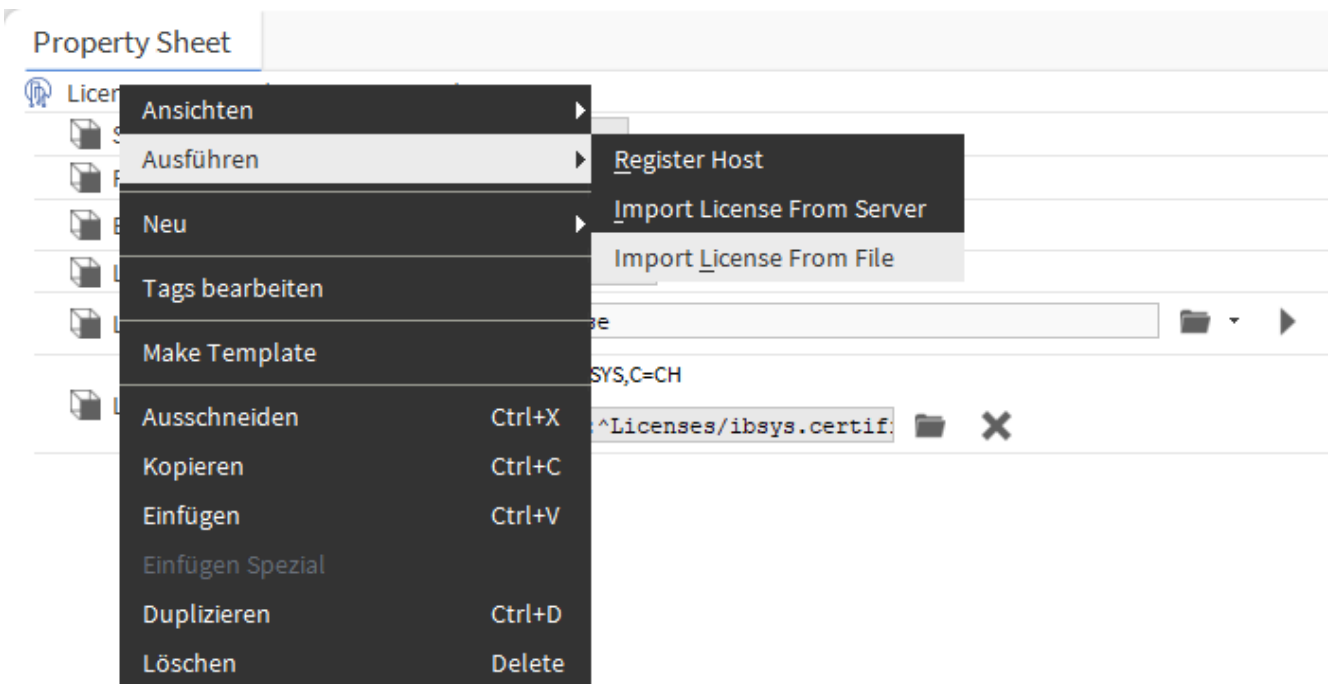 Property Sheet
Ansichten
Ausführen
Register Host
Import License From Server
Neu
Import License From File
Tags bearbeiten
Make Template
SYS,C=CH
Ausschneiden Ctrl+X
^Licenses/ibsys.certif
Kopieren Ctrl+C
Einfügen Ctrl+V
Einfügen Spezial
Duplizieren Ctrl+D
Löschen Delete